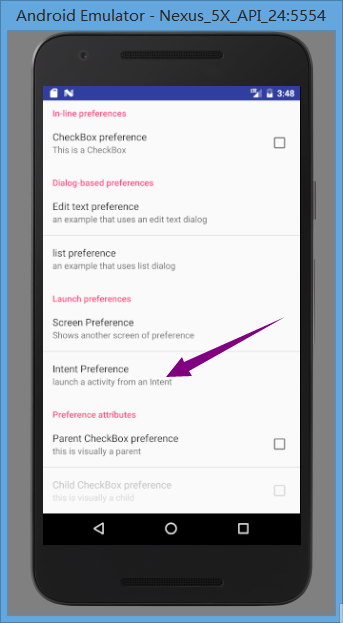 Android Emulator - Nexus_5X_API_24:5554
3:48
In-line preferences
CheckBox preference
This is a CheckBox
Dialog-based preferences
Edit text preference
an example that uses an edit text dialog
list preference
an example that uses list dialog
Launch preferences
Screen Preference
Shows another screen of preference
Intent Preference
launch a activity from an Intent
Preference attributes
Parent CheckBox preference
this is visually a parent
Child CheckBox preference
this is visually a child